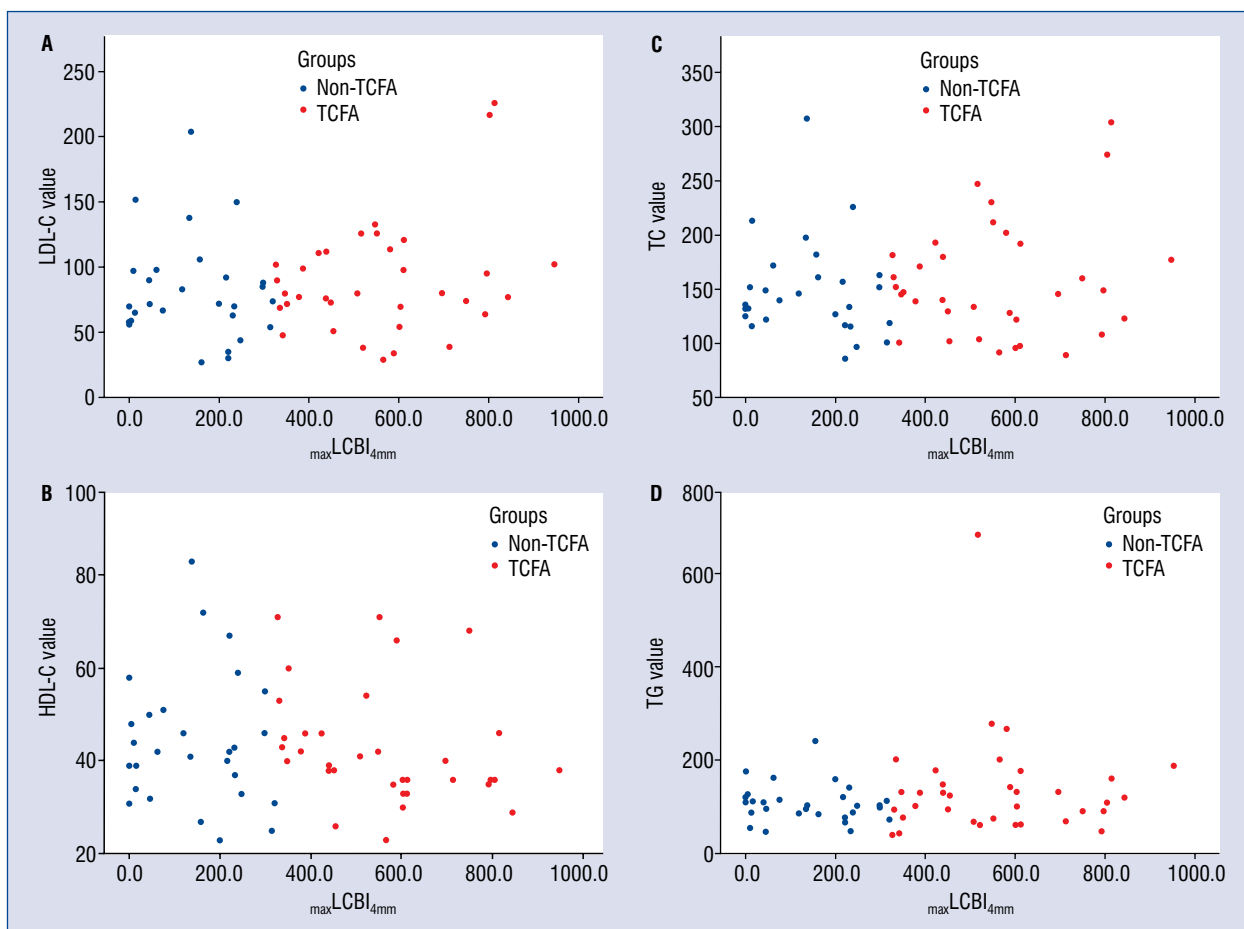 A
Groups
Non-TCFA
TCFA
LDL-C value
250
200
150
100
50
0
0.0 200.0 400.0 600.0 800.0 1000.0
maxLCBI4mm
C
Groups
Non-TCFA
TCFA
TC value
350
300
250
200
150
100
50
0.0 200.0 400.0 600.0 800.0 1000.0
maxLCBI4mm
B
Groups
Non-TCFA
TCFA
HDL-C value
100
80
60
40
20
0.0 200.0 400.0 600.0 800.0 1000.0
maxLCBI4mm
D
Groups
Non-TCFA
TCFA
TG value
800
600
400
200
0
0.0 200.0 400.0 600.0 800.0 1000.0
maxLCBI4mm